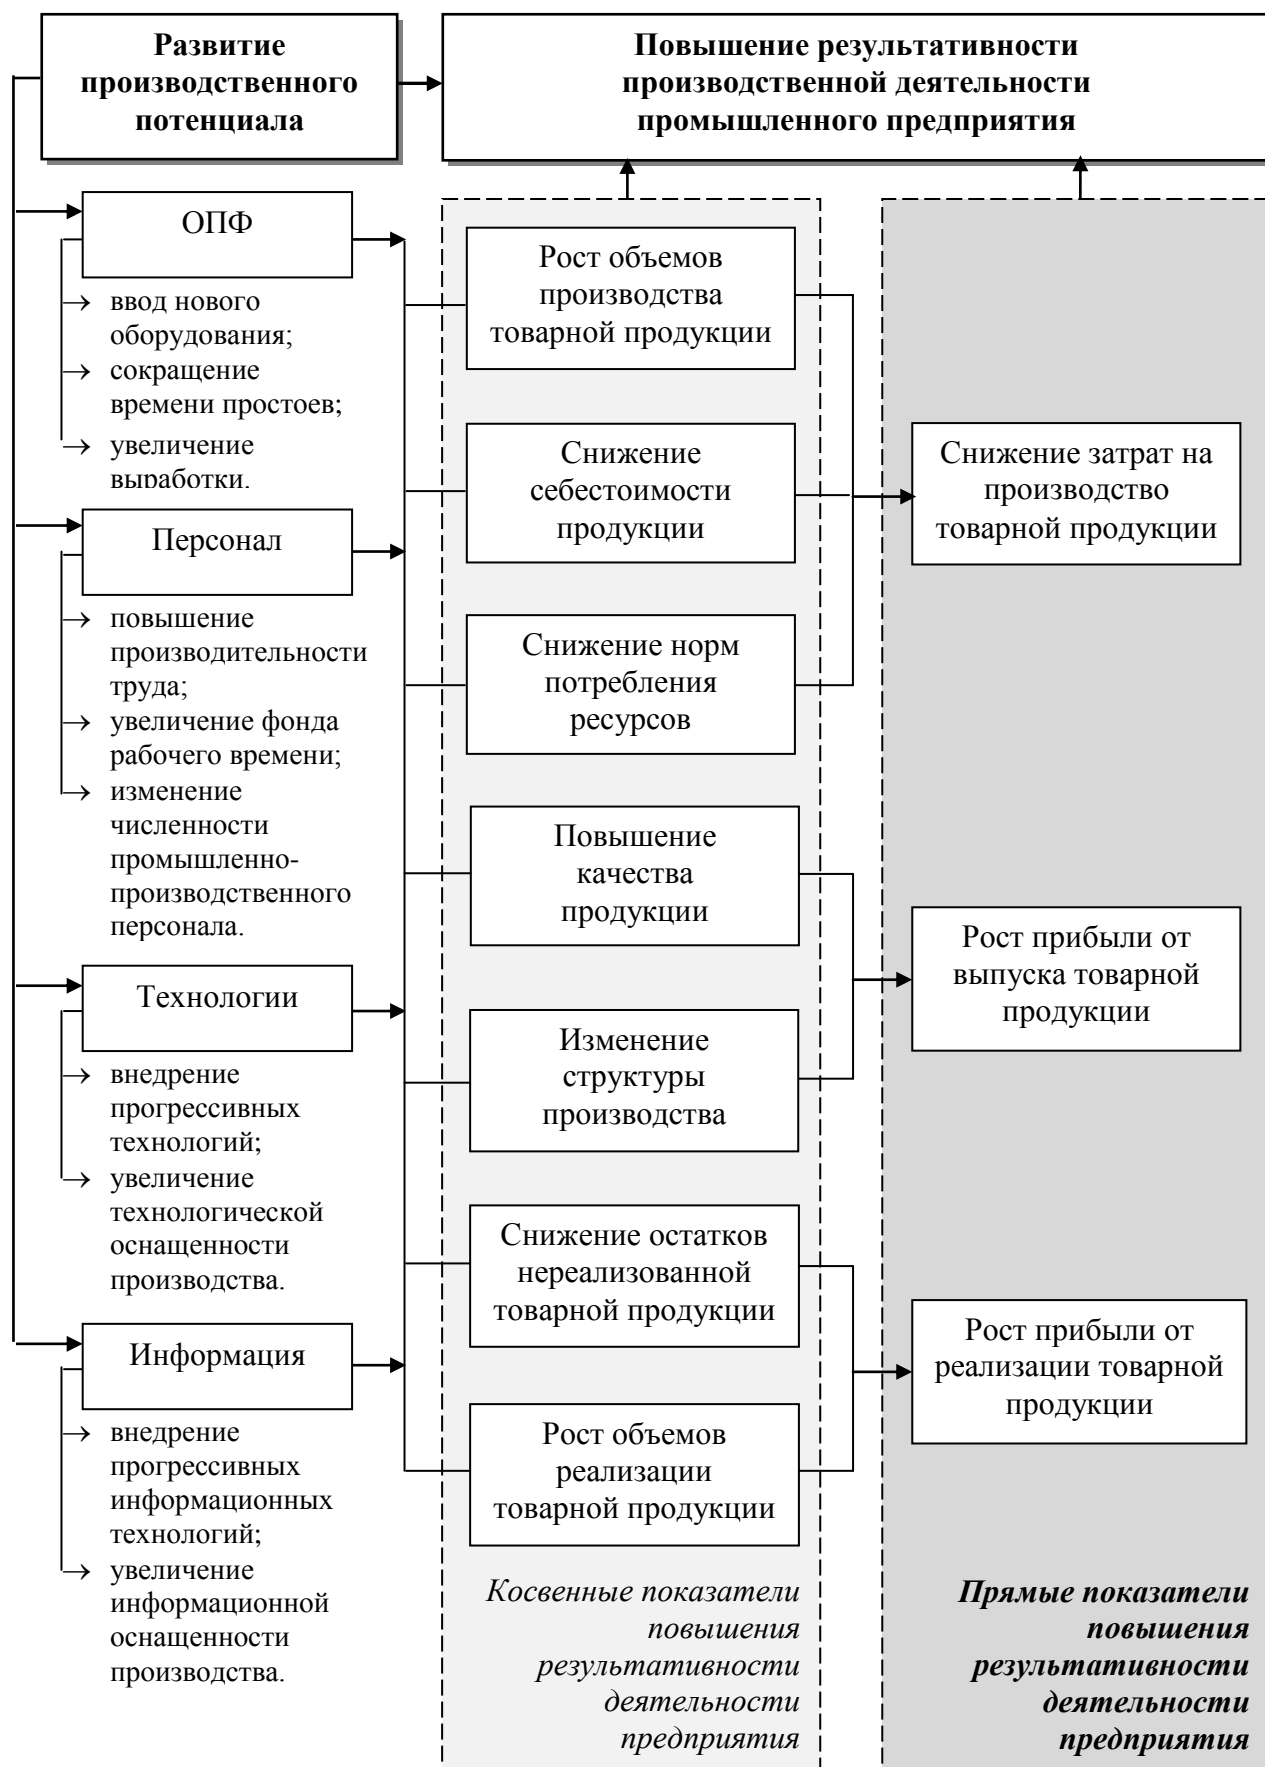 Развитие
производственного
потенциала
Повышение результативности
производственной деятельности
промышленного предприятия
ОПФ
ввод нового
оборудования;
сокращение
времени простоев;
увеличение
выработки.
Персонал
повышение
производительности
труда;
увеличение фонда
рабочего времени;
изменение
численности
промышленно-
производственного
персонала.
Технологии
внедрение
прогрессивных
технологий;
увеличение
технологической
оснащенности
производства.
Информация
внедрение
прогрессивных
информационных
технологий;
увеличение
информационной
оснащенности
производства.
Рост объемов
производства
товарной продукции
Снижение
себестоимости
продукции
Снижение норм
потребления
ресурсов
Повышение
качества
продукции
Изменение
структуры
производства
Снижение остатков
нереализованной
товарной продукции
Рост объемов
реализации
товарной продукции
Косвенные показатели
повышения
результативности
деятельности
предприятия
Снижение затрат на
производство
товарной продукции
Рост прибыли от
выпуска товарной
продукции
Рост прибыли от
реализации товарной
продукции
Прямые показатели
повышения
результативности
деятельности
предприятия